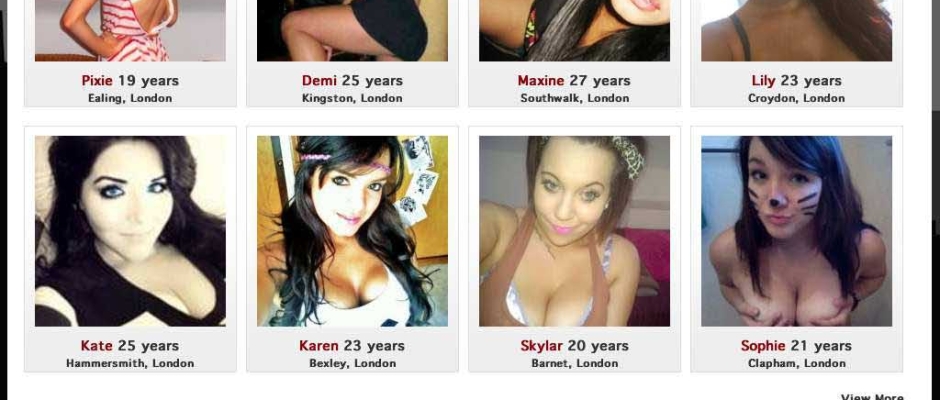 Pixie 19 years
Ealing, London
Demi 25 years
Kingston, London
Maxine 27 years
Southwalk, London
Lily 23 years
Croydon, London
Kate 25 years
Hammersmith, London
Karen 23 years
Bexley, London
Skylar 20 years
Barnet, London
Sophie 21 years
Clapham, London
View More